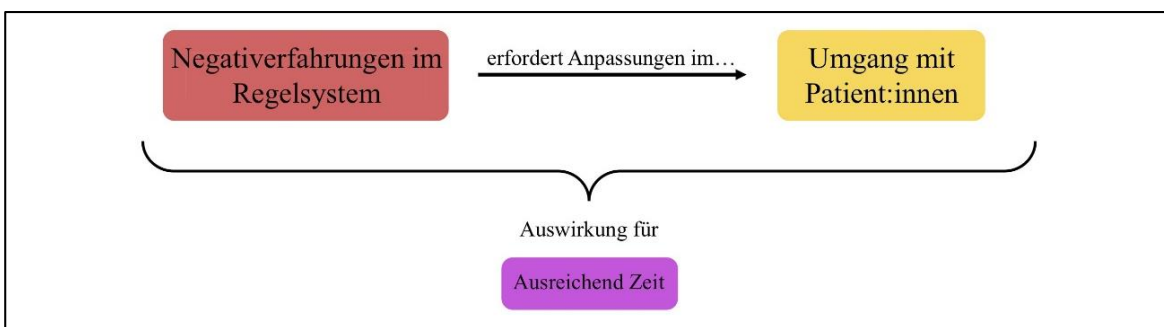 Negativerfahrungen im
Regelsystem
erfordert Anpassungen im…
Umgang mit
Patient:innen
Auswirkung für
Ausreichend Zeit